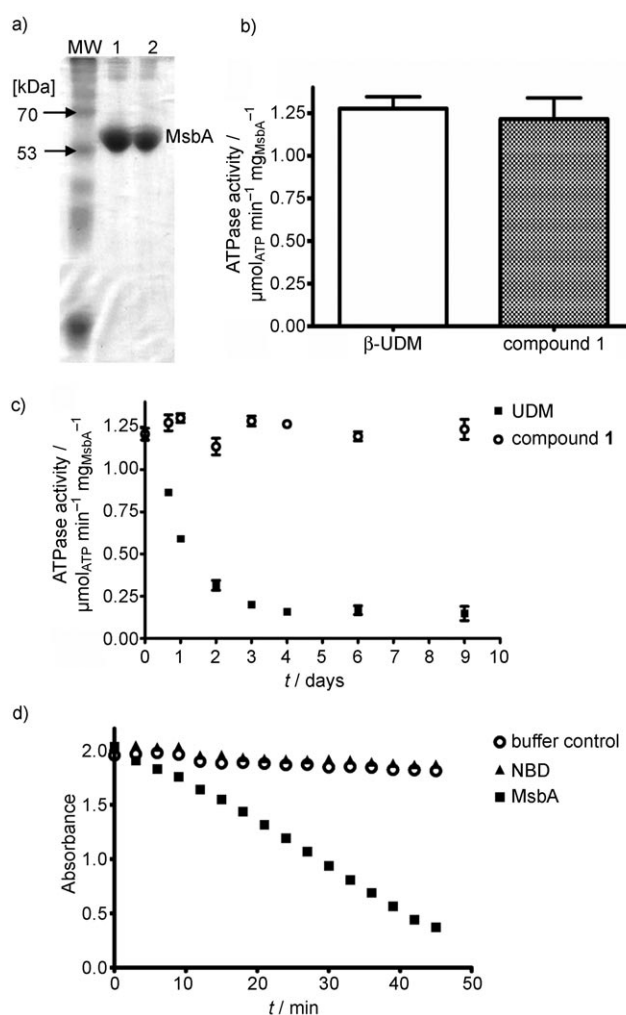 a)
MW 1 2
[kDa]
70
53
MsbA
b)
ATPase activity /
μmol_ATP min⁻¹ mg_MsbA⁻¹
1.25
1.00
0.75
0.50
0.25
0.00
β-UDM
compound 1
c)
ATPase activity /
μmol_ATP min⁻¹ mg_MsbA⁻¹
1.25
1.00
0.75
0.50
0.25
0.00
0 1 2 3 4 5 6 7 8 9 10
t / days
UDM
compound 1
d)
Absorbance
2.0
1.5
1.0
0.5
0.0
0 10 20 30 40 50
t / min
buffer control
NBD
MsbA